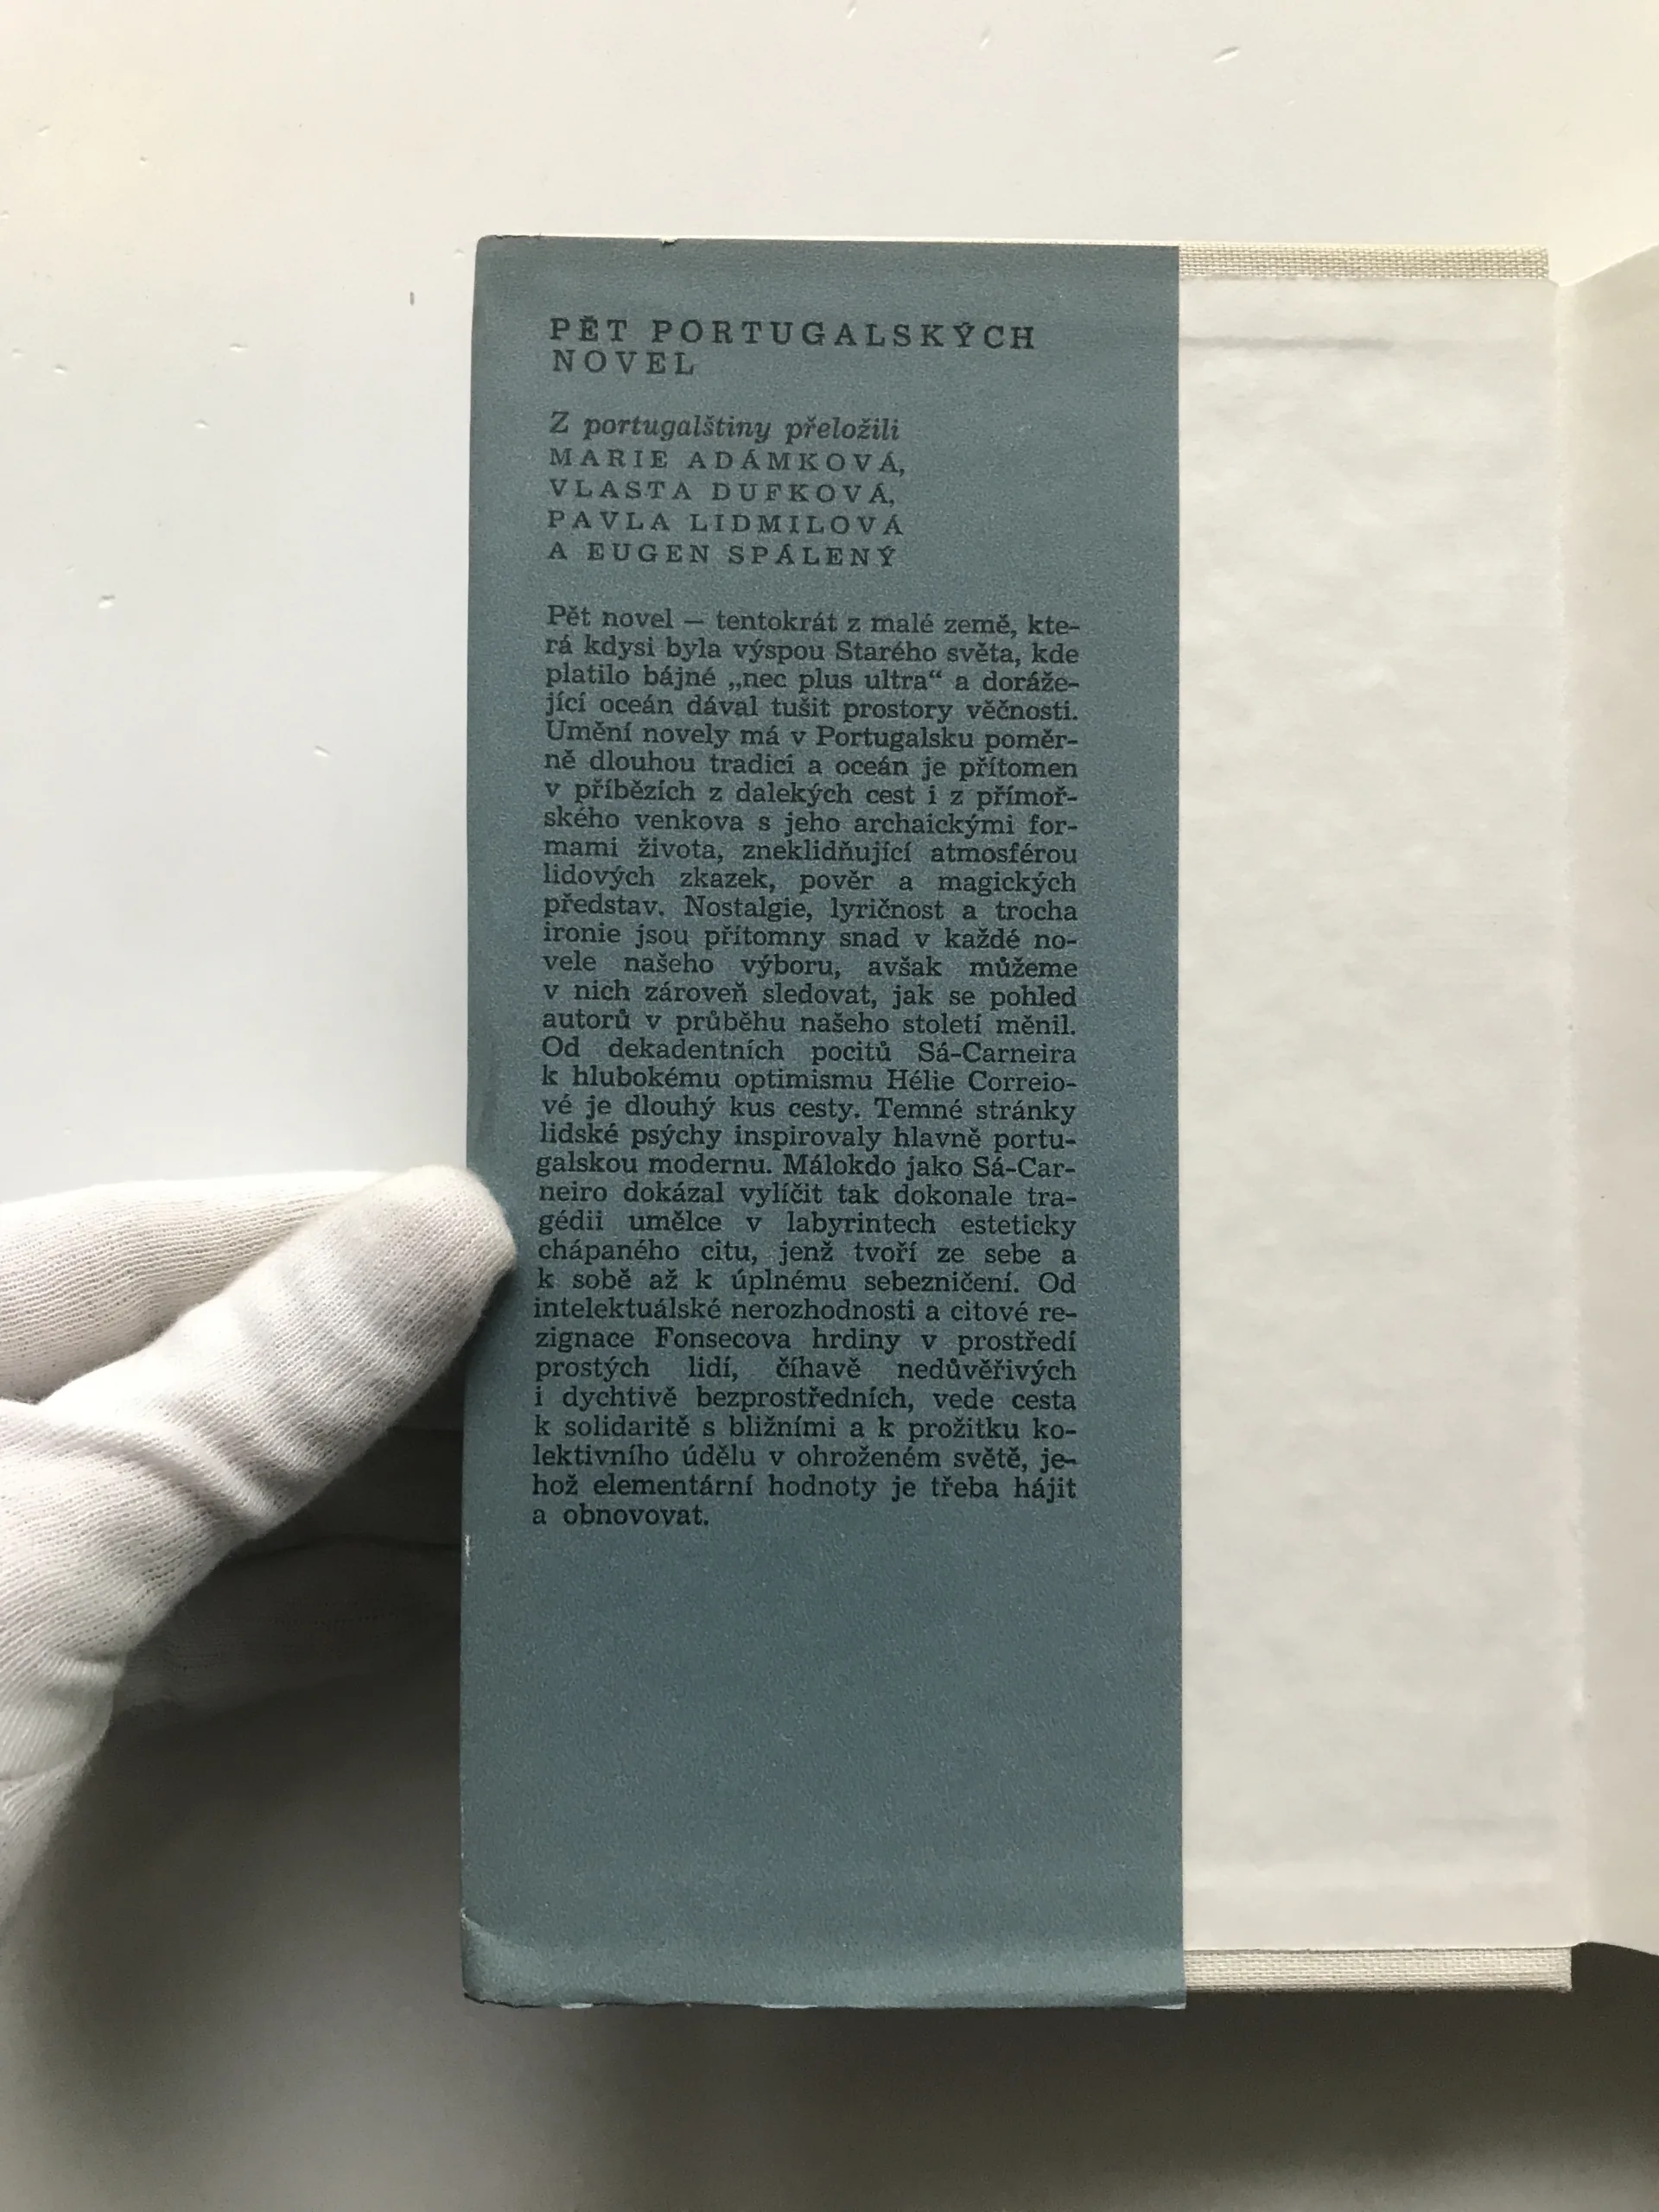 PĚT PORTUGALSKÝCH
NOVEL
Z portugalštiny přeložili
MARIE ADÁMKOVÁ,
VLASTA DUFKOVÁ,
PAVLA LIDMILOVÁ
A EUGEN SPÁLENÝ
Pět novel — tentokrát z malé země, kte-
rá kdysi byla výspou Starého světa, kde
platilo bájné „nec plus ultra“ a doráže-
jící oceán dával tušit prostory věčnosti.
Umění novely má v Portugalsku poměr-
ně dlouhou tradici a oceán je přítomen
v příbězích z dalekých cest i z přímoř-
ského venkova s jeho archaickými for-
mami života, zneklidňující atmosférou
lidových zkazek, pověr a magických
představ. Nostalgie, lyričnost a trocha
ironie jsou přítomny snad v každé no-
vele našeho výboru, avšak můžeme
v nich zároveň sledovat, jak se pohled
autorů v průběhu našeho století měnil.
Od dekadentních pocitů Sá-Carneira
k hlubokému optimismu Hélie Correio-
vé je dlouhý kus cesty. Temné stránky
lidské psýchy inspirovaly hlavně portu-
galskou modernu. Málokdo jako Sá-Car-
neiro dokázal vylíčit tak dokonale tra-
gédii umělce v labyrintech esteticky
chápaného citu, jenž tvoří ze sebe a
k sobě až k úplnému sebezničení. Od
intelektuálské nerozhodnosti a citové re-
zignace Fonsecova hrdiny v prostředí
prostých lidí, číhavě nedůvěřivých
i dychtivě bezprostředních, vede cesta
k solidaritě s bližními a k prožitku ko-
lektivního údělu v ohroženém světě, je-
hož elementární hodnoty je třeba hájit
a obnovovat.